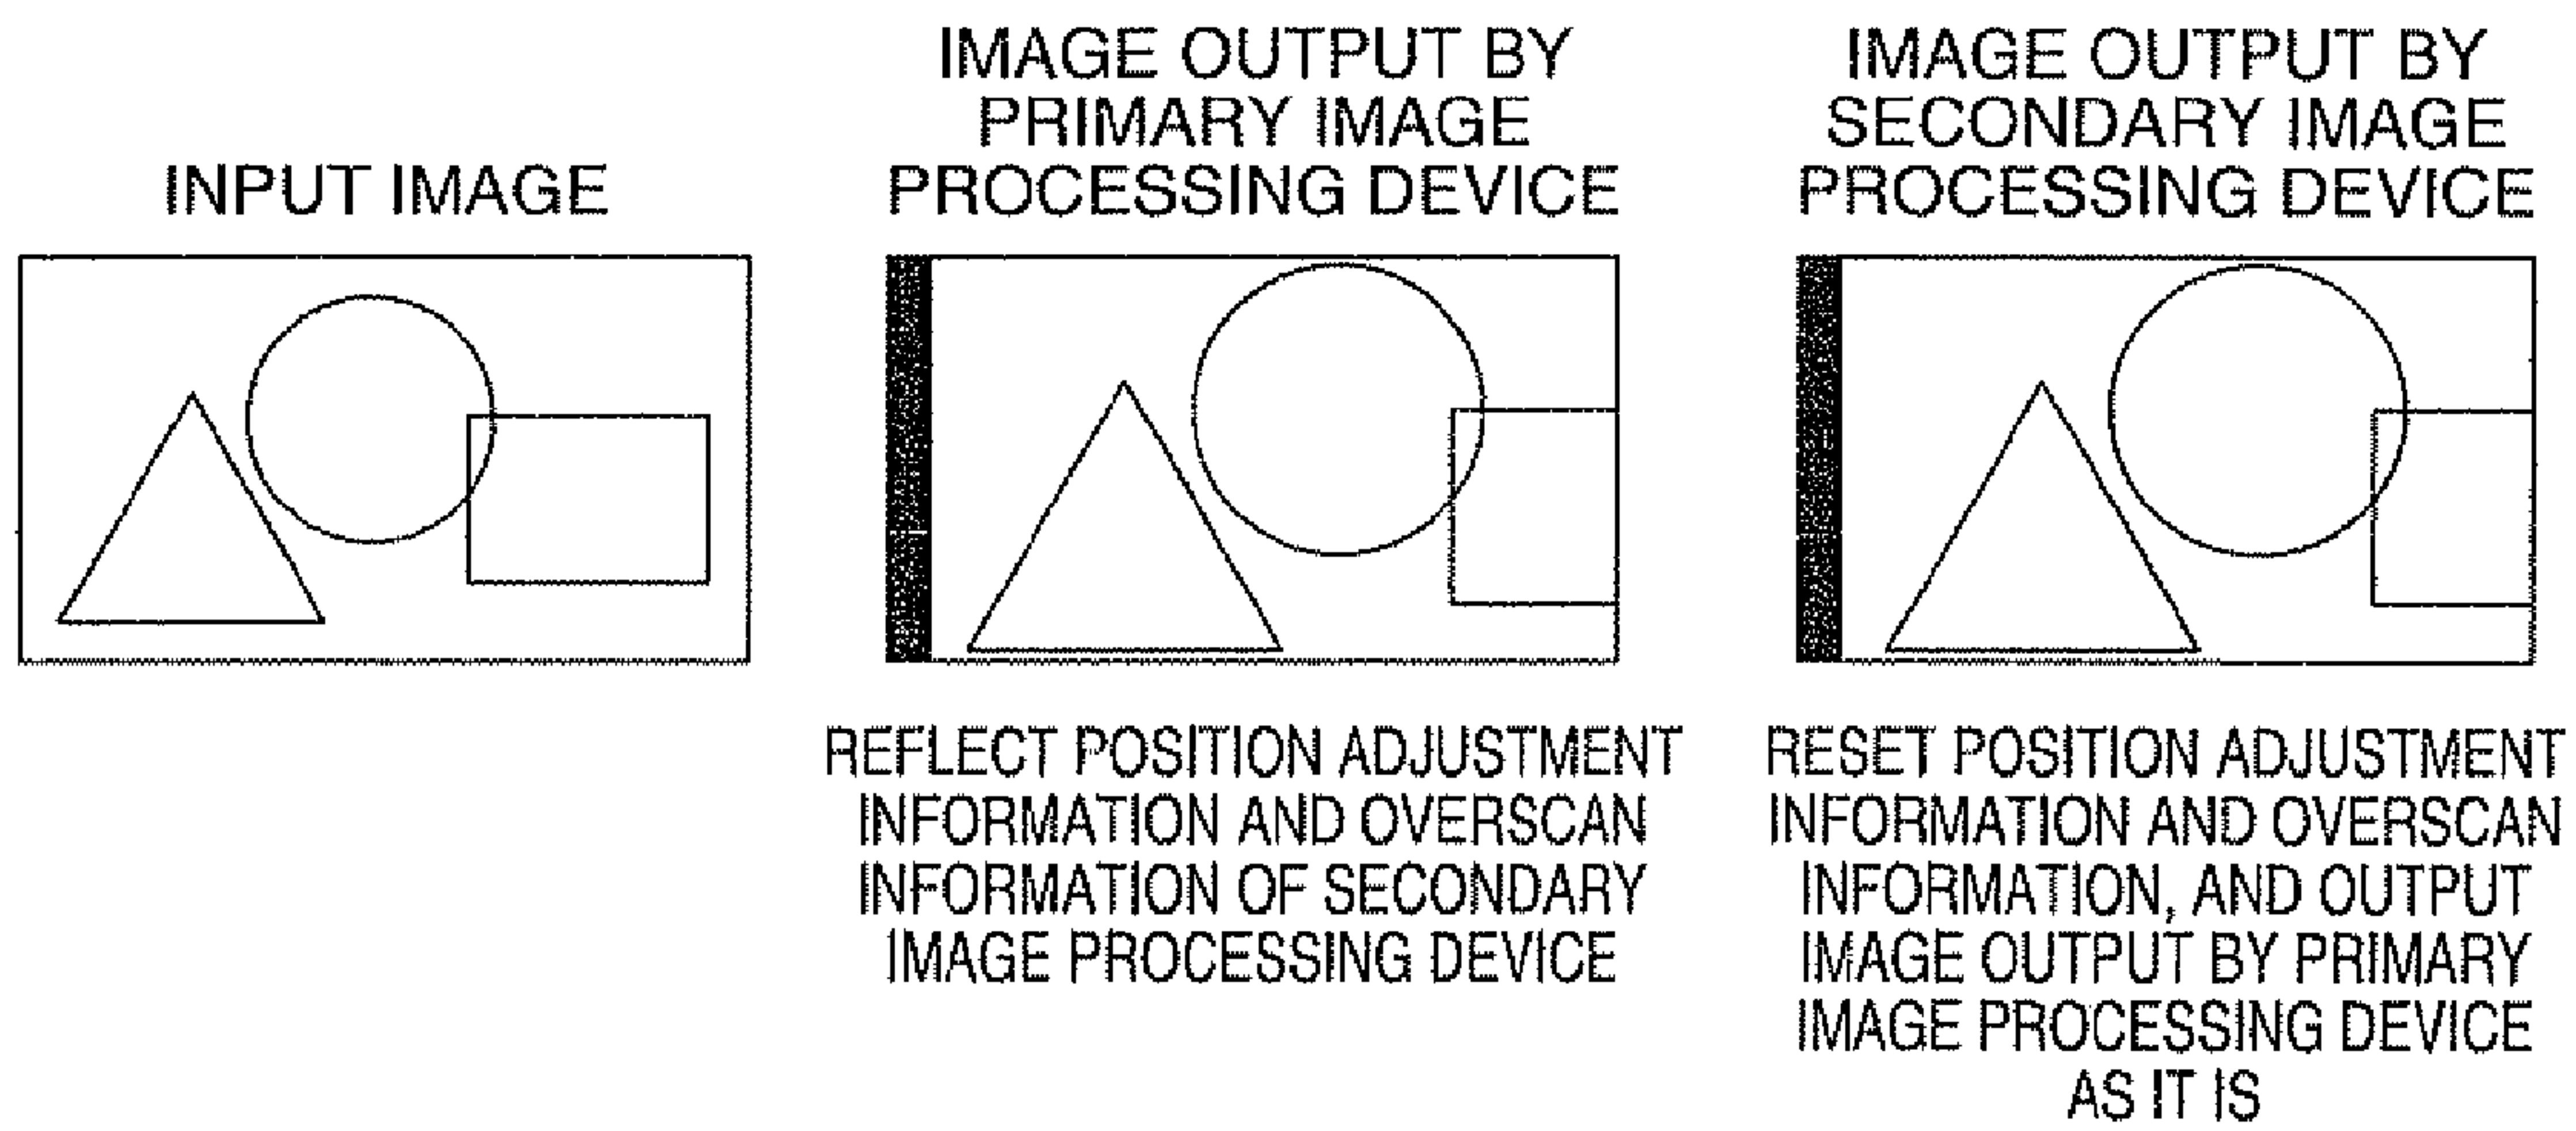 INPUT IMAGE
IMAGE OUTPUT BY
PRIMARY IMAGE
PROCESSING DEVICE
IMAGE OUTPUT BY
SECONDARY IMAGE
PROCESSING DEVICE
REFLECT POSITION ADJUSTMENT
INFORMATION AND OVERSCAN
INFORMATION OF SECONDARY
IMAGE PROCESSING DEVICE
RESET POSITION ADJUSTMENT
INFORMATION AND OVERSCAN
INFORMATION, AND OUTPUT
IMAGE OUTPUT BY PRIMARY
IMAGE PROCESSING DEVICE
AS IT IS